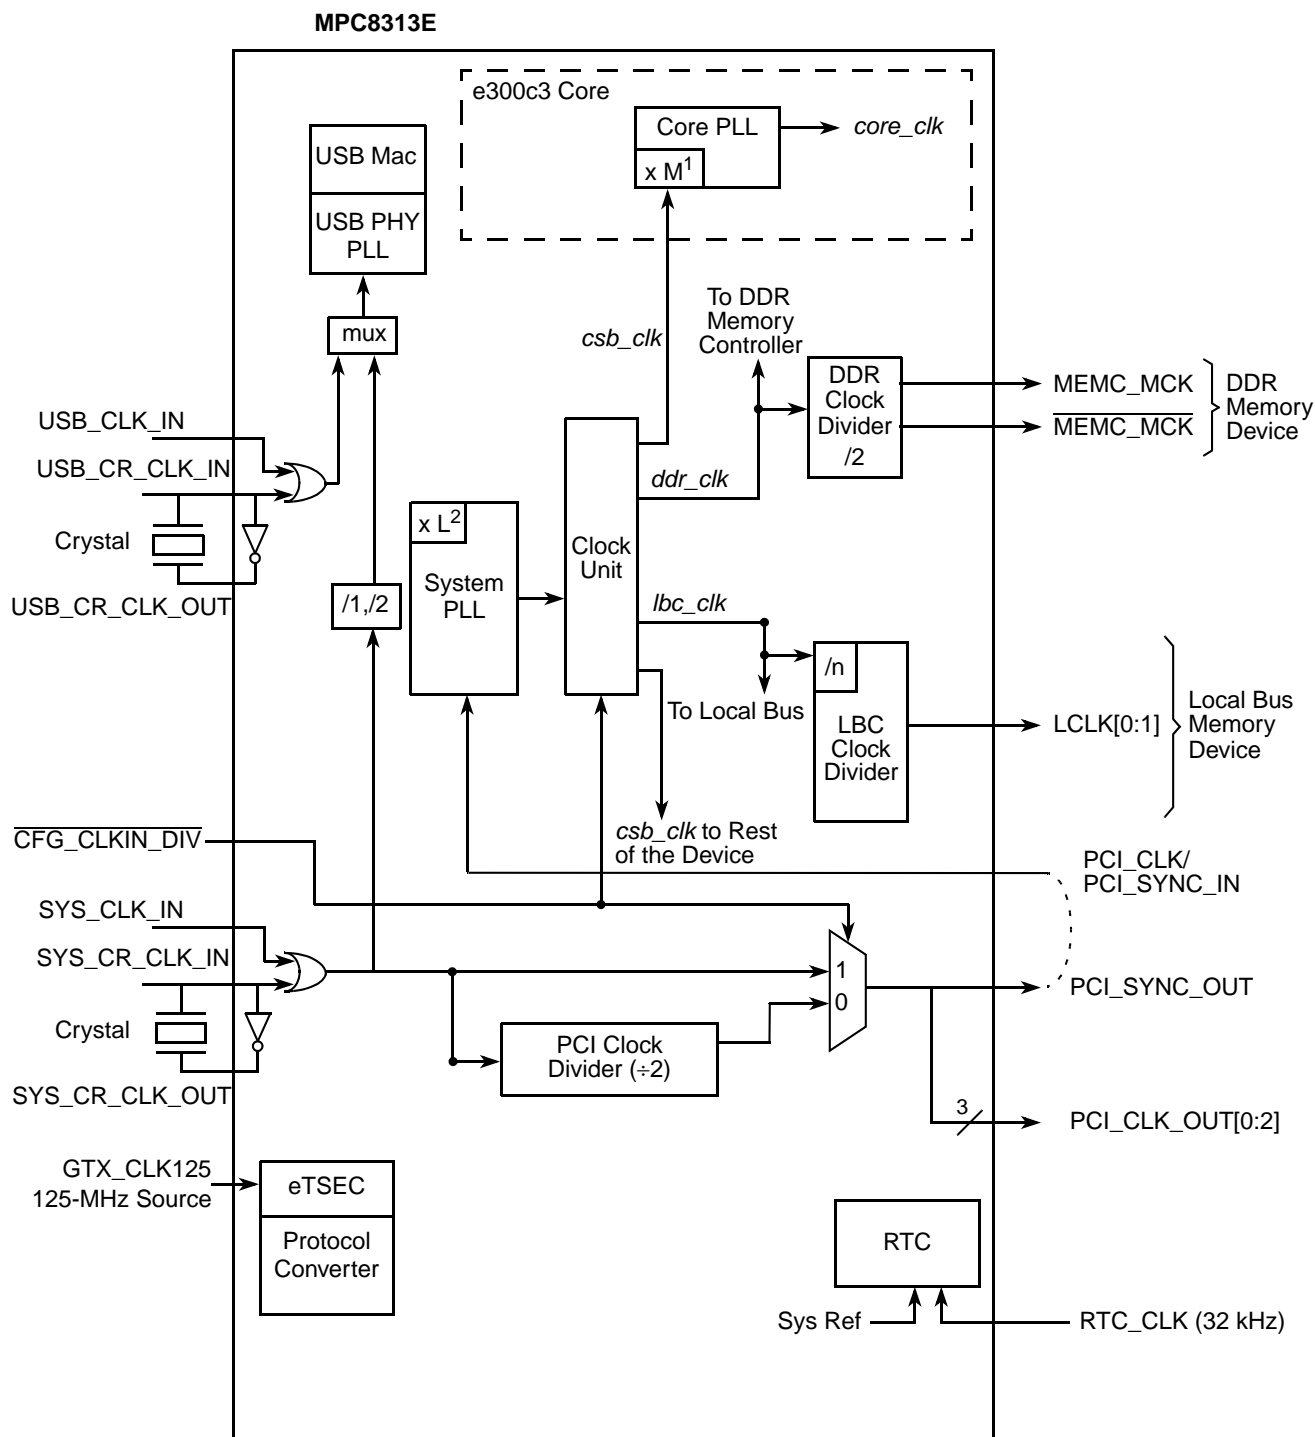 MPC8313E
e300c3 Core
Core PLL
x M1
core_clk
USB Mac
USB PHY
PLL
mux
csb_clk
To DDR
Memory
Controller
DDR
Clock
Divider
/2
MEMC_MCK
MEMC_MCK
DDR
Memory
Device
USB_CLK_IN
USB_CR_CLK_IN
Crystal
USB_CR_CLK_OUT
/1,/2
x L2
System
PLL
Clock
Unit
ddr_clk
lbc_clk
/n
LBC
Clock
Divider
To Local Bus
LCLK[0:1]
Local Bus
Memory
Device
csb_clk to Rest
of the Device
CFG_CLKIN_DIV
PCI_CLK/
PCI_SYNC_IN
SYS_CLK_IN
SYS_CR_CLK_IN
Crystal
SYS_CR_CLK_OUT
1
0
PCI Clock
Divider (÷2)
PCI_SYNC_OUT
3
PCI_CLK_OUT[0:2]
GTX_CLK125
125-MHz Source
eTSEC
Protocol
Converter
RTC
Sys Ref
RTC_CLK (32 kHz)